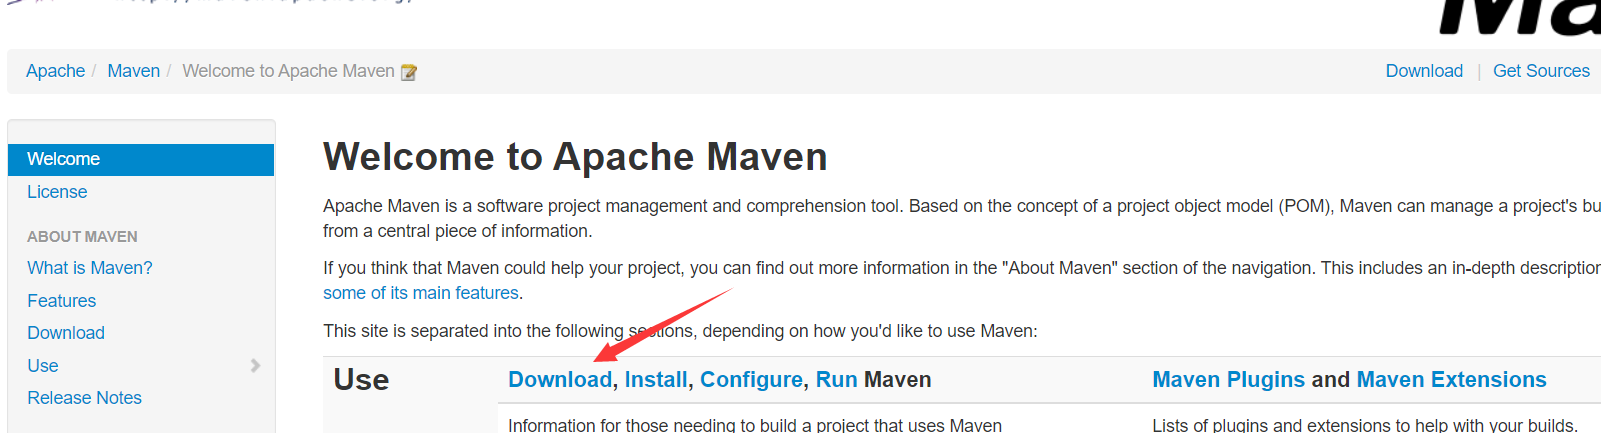 Ma
Apache / Maven / Welcome to Apache Maven
Download | Get Sources
Welcome
License
ABOUT MAVEN
What is Maven?
Features
Download
Use
Release Notes
Welcome to Apache Maven
Apache Maven is a software project management and comprehension tool. Based on the concept of a project object model (POM), Maven can manage a project's bu
from a central piece of information.
If you think that Maven could help your project, you can find out more information in the "About Maven" section of the navigation. This includes an in-depth description
some of its main features.
This site is separated into the following sections, depending on how you'd like to use Maven:
Use
Download, Install, Configure, Run Maven
Maven Plugins and Maven Extensions
Information for those needing to build a project that uses Maven
Lists of plugins and extensions to help with your builds.